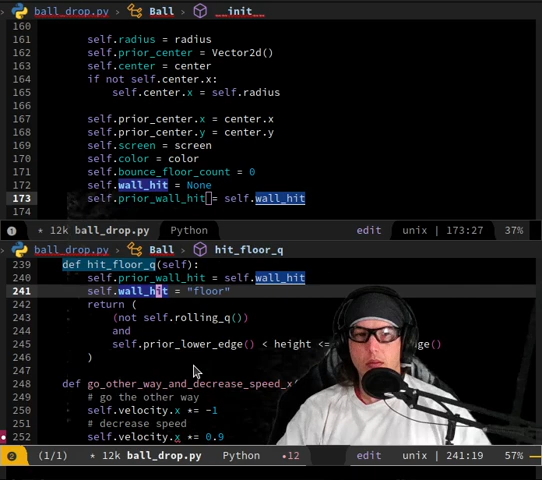 ball_drop.py > Ball > __init__
160
161 self.radius = radius
162 self.prior_center = Vector2d()
163 self.center = center
164 if not self.center.x:
165 self.center.x = self.radius
166
167 self.prior_center.x = center.x
168 self.prior_center.y = center.y
169 self.screen = screen
170 self.color = color
171 self.bounce_floor_count = 0
172 self.wall_hit = None
173 self.prior_wall_hit = self.wall_hit
174
* 12k ball_drop.py Python edit unix | 173:27 37%
ball_drop.py > Ball > hit_floor_q
239 def hit_floor_q(self):
240 self.prior_wall_hit = self.wall_hit
241 self.wall_hit = "floor"
242 return (
243 (not self.rolling_q())
244 and
245 self.prior_lower_edge() < height <= ge()
246 )
247
248 def go_other_way_and_decrease_speed_x(
249 # go the other way
250 self.velocity.x *= -1
251 # decrease speed
252 self.velocity.x *= 0.9
(1/1) * 12k ball_drop.py Python •12 edit unix | 241:19 57%